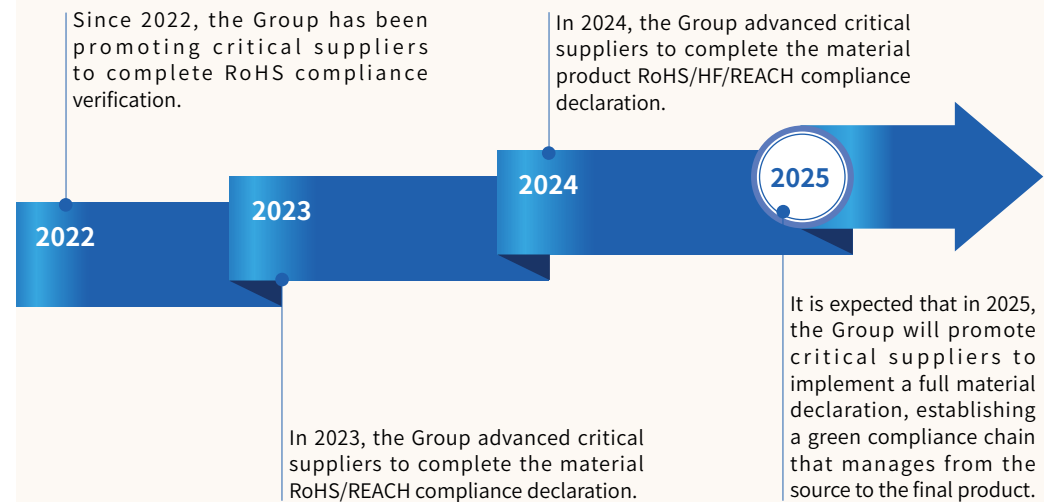 Since 2022, the Group has been
promoting critical suppliers
to complete RoHS compliance
verification.
In 2024, the Group advanced critical
suppliers to complete the material
product RoHS/HF/REACH compliance
declaration.
2022
2023
2024
2025
In 2023, the Group advanced critical
suppliers to complete the material
RoHS/REACH compliance declaration.
It is expected that in 2025,
the Group will promote
critical suppliers to
implement a full material
declaration, establishing
a green compliance chain
that manages from the
source to the final product.